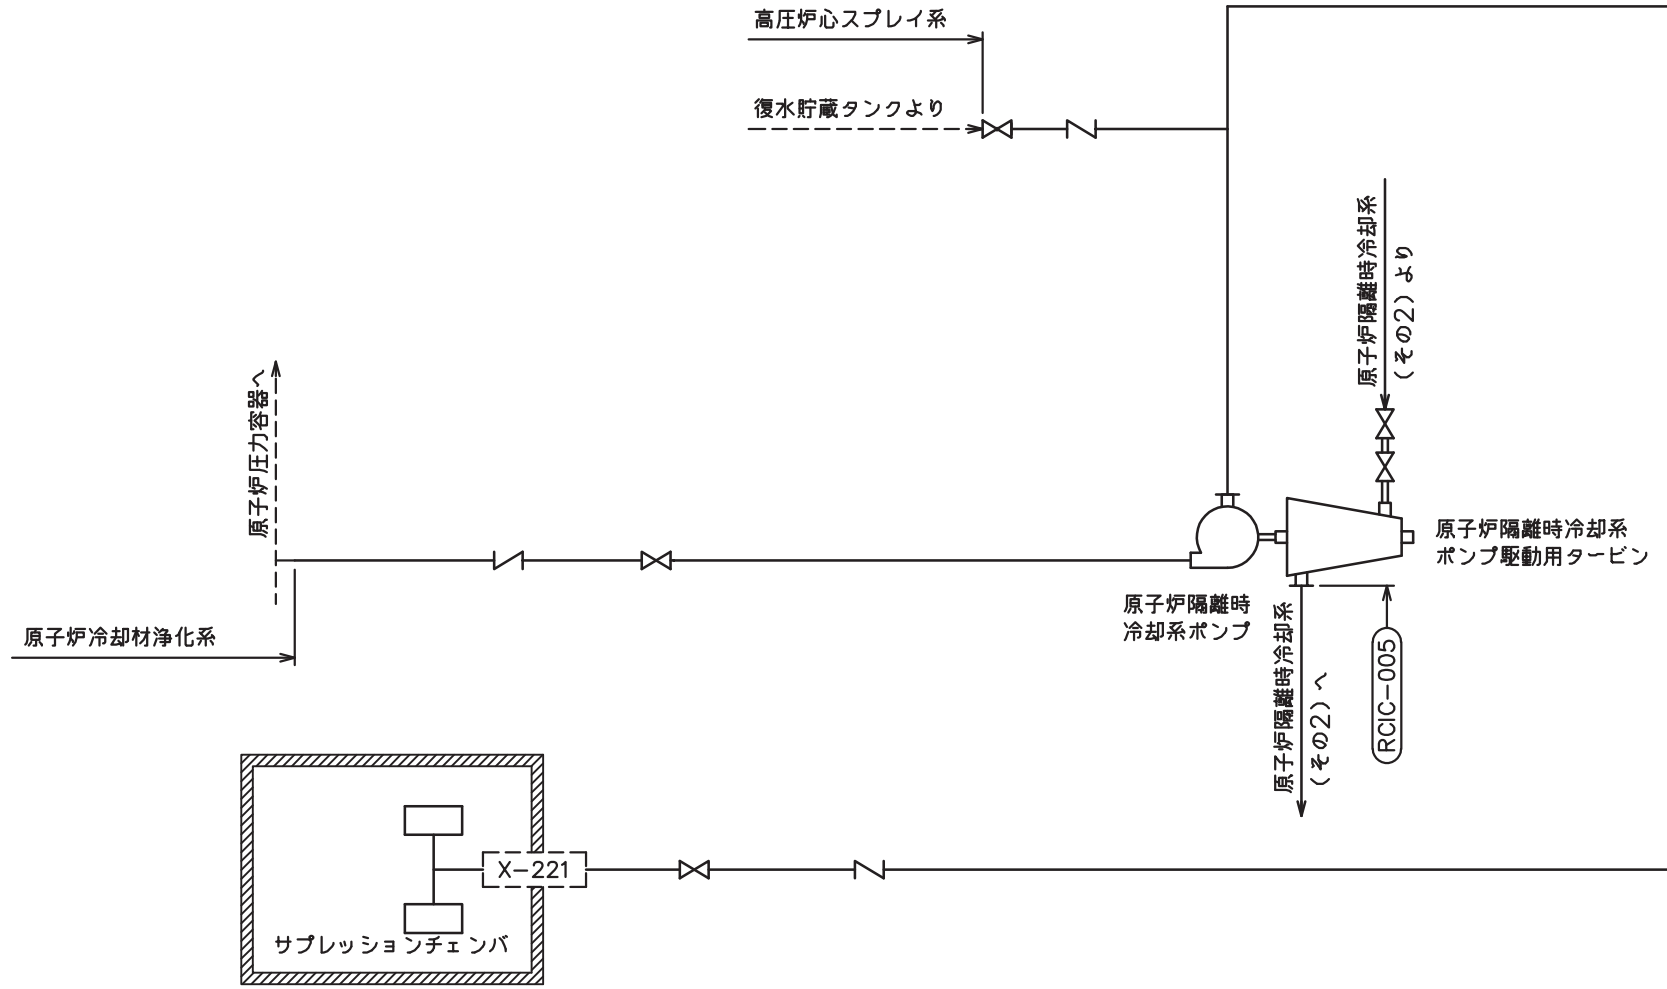 高圧炉心スプレイ系
復水貯蔵タンクより
原子炉隔離時冷却系
(その2)より
原子炉圧力容器へ
原子炉隔離時冷却系
ポンプ駆動用タービン
原子炉隔離時
冷却系ポンプ
原子炉冷却材浄化系
原子炉隔離時冷却系
(その2)へ
RCIC-005
X-221
サプレッションチェンバ